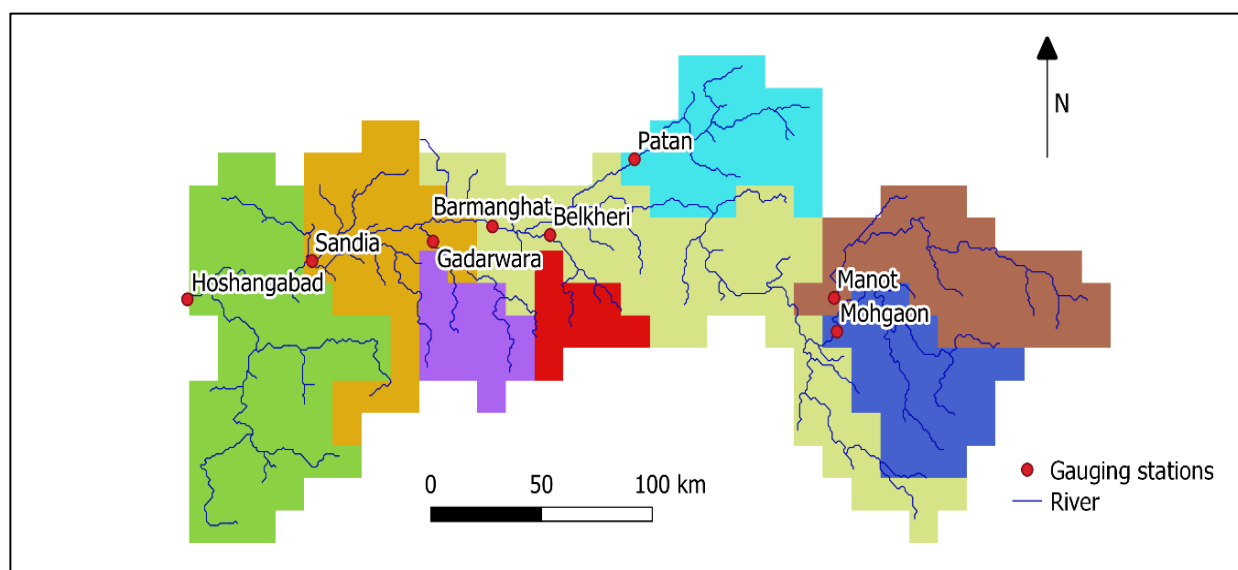 N
Patan
Barmanghat
Belkheri
Sandia
Gadarwara
Hoshangabad
Manot
Mohgaon
Gauging stations
River
0 50 100 km